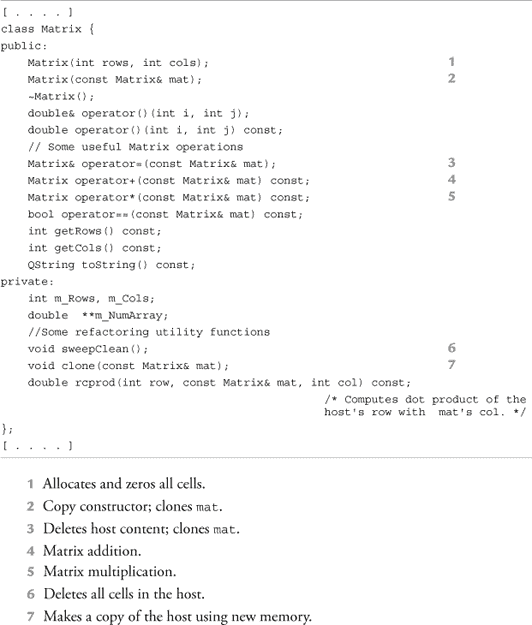 [ . . . . ]
class Matrix {
public:
    Matrix(int rows, int cols);    1
    Matrix(const Matrix& mat);    2
    ~Matrix();
    double& operator()(int i, int j);
    double operator()(int i, int j) const;
    // Some useful Matrix operations
    Matrix& operator=(const Matrix& mat);    3
    Matrix operator+(const Matrix& mat) const;    4
    Matrix operator*(const Matrix& mat) const;    5
    bool operator==(const Matrix& mat) const;
    int getRows() const;
    int getCols() const;
    QString toString() const;
private:
    int m_Rows, m_Cols;
    double  **m_NumArray;
    //Some refactoring utility functions
    void sweepClean();    6
    void clone(const Matrix& mat);    7
    double rcprod(int row, const Matrix& mat, int col) const;
/* Computes dot product of the
host's row with  mat's col. */
};
[ . . . . ]
1 Allocates and zeros all cells.
2 Copy constructor; clones mat.
3 Deletes host content; clones mat.
4 Matrix addition.
5 Matrix multiplication.
6 Deletes all cells in the host.
7 Makes a copy of the host using new memory.